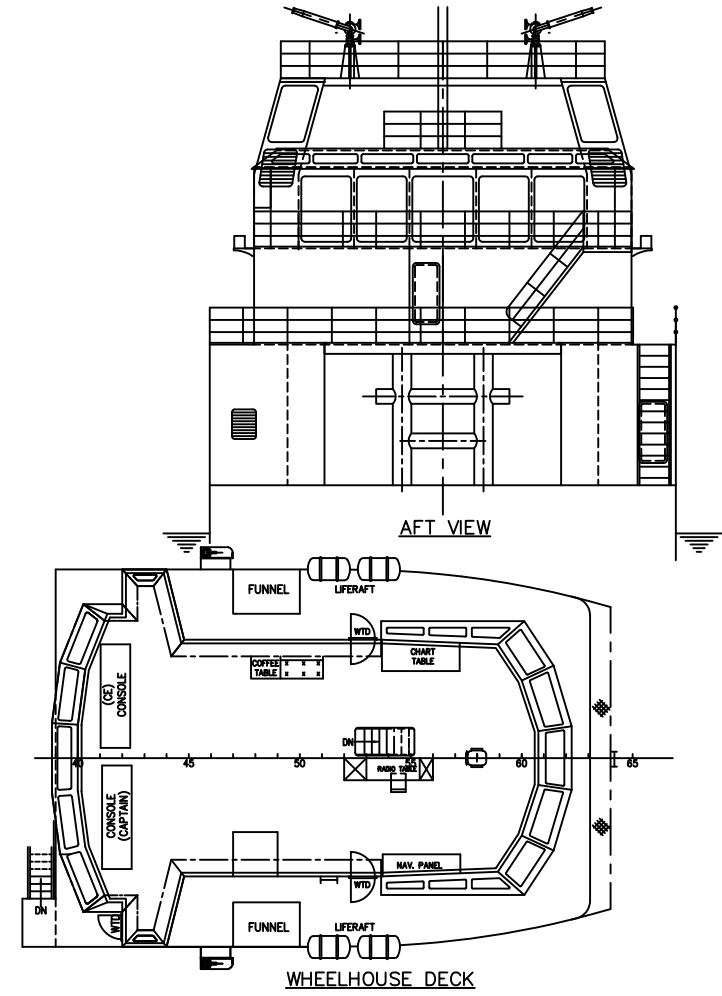 AFT VIEW
FUNNEL
LIFERAFT
WTD
COFFEE
TABLE
CHART
TABLE
(CE)
CONSOLE
DN
40
45
50
55
60
65
RADIO TABLE
CONSOLE
(CAPTAIN)
NAV. PANEL
WTD
DN
WTD
FUNNEL
LIFERAFT
WHEELHOUSE DECK